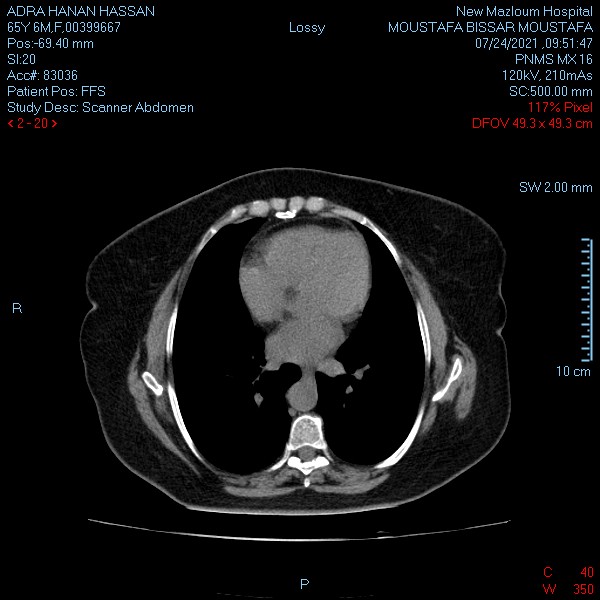 ADRA HANAN HASSAN
65Y 6M,F,00399667
Pos:-69.40 mm
SI:20
Acc#: 83036
Patient Pos: FFS
Study Desc: Scanner Abdomen
< 2 - 20 >
Lossy
New Mazloum Hospital
MOUSTAFA BISSAR MOUSTAFA
07/24/2021 ,09:51:47
PNMS MX 16
120kV, 210mAs
SC:500.00 mm
117% Pixel
DFOV 49.3 x 49.3 cm
SW 2.00 mm
R
10 cm
P
C 40
W 350